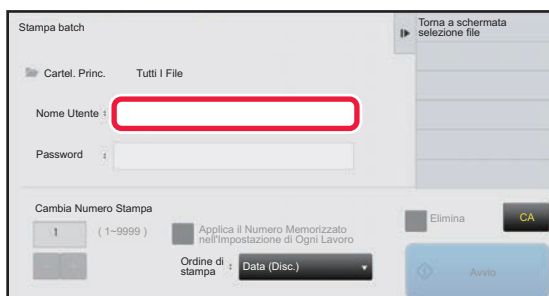 Stampa batch
Torna a schermata
selezione file
Cartel. Princ. Tutti I File
Nome Utente :
Password :
Cambia Numero Stampa
1 ( 1~9999 )
Applica il Numero Memorizzato
nell'Impostazione di Ogni Lavoro
Elimina
CA
Ordine di
stampa : Data (Disc.)
Avvio